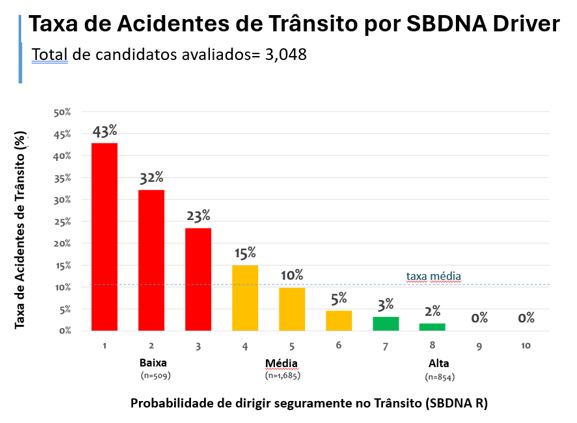 Taxa de Acidentes de Trânsito por SBDNA Driver
Total de candidatos avaliados= 3,048
Taxa de Acidentes de Trânsito (%)
50%
45%
40%
35%
30%
25%
20%
15%
10%
5%
0%
43%
32%
23%
15%
10%
5%
3%
2%
0%
0%
taxa média
1 2 3 4 5 6 7 8 9 10
Baixa Média Alta
(n=509) (n=1,685) (n=854)
Probabilidade de dirigir seguramente no Trânsito (SBDNA R)